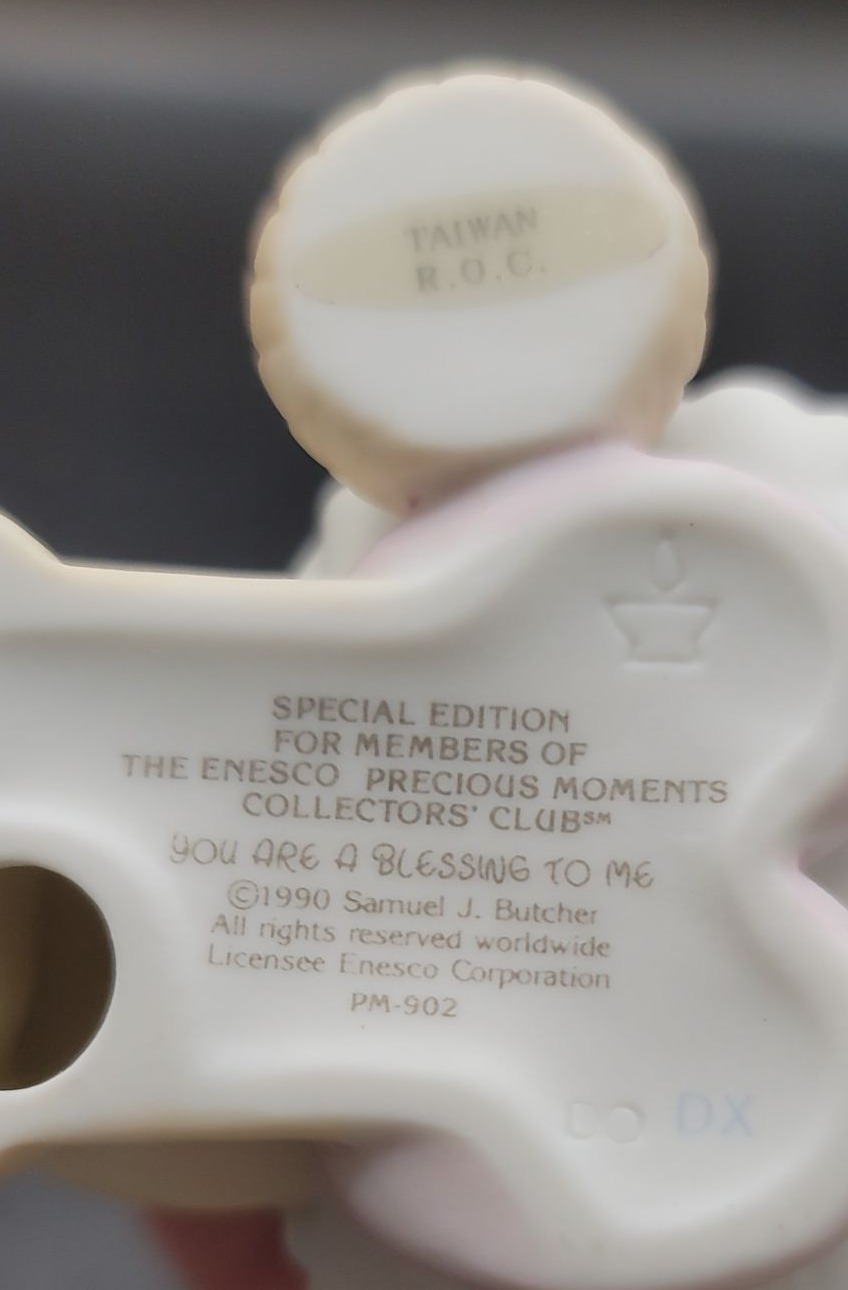 TAIWAN
R.O.C.
SPECIAL EDITION
FOR MEMBERS OF
THE ENESCO PRECIOUS MOMENTS
COLLECTORS' CLUB℠
YOU ARE A BLESSING TO ME
©1990 Samuel J. Butcher
All rights reserved worldwide
Licensee Enesco Corporation
PM-902
DO DX